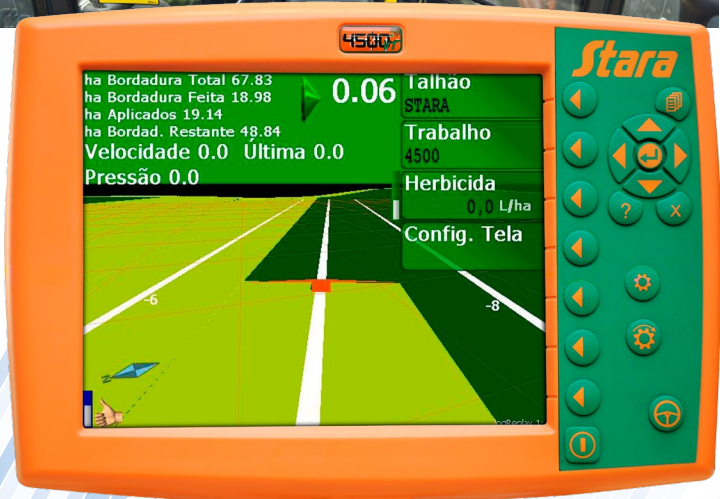 4500
Stara
ha Bordadura Total 67.83
ha Bordadura Feita 18.98
ha Aplicados 19.14
ha Bordad. Restante 48.84
Velocidade 0.0 Última 0.0
Pressão 0.0
0.06
Talhão
STARA
Trabalho
4500
Herbicida
0,0 L/ha
Config. Tela
-6
-8
?
X